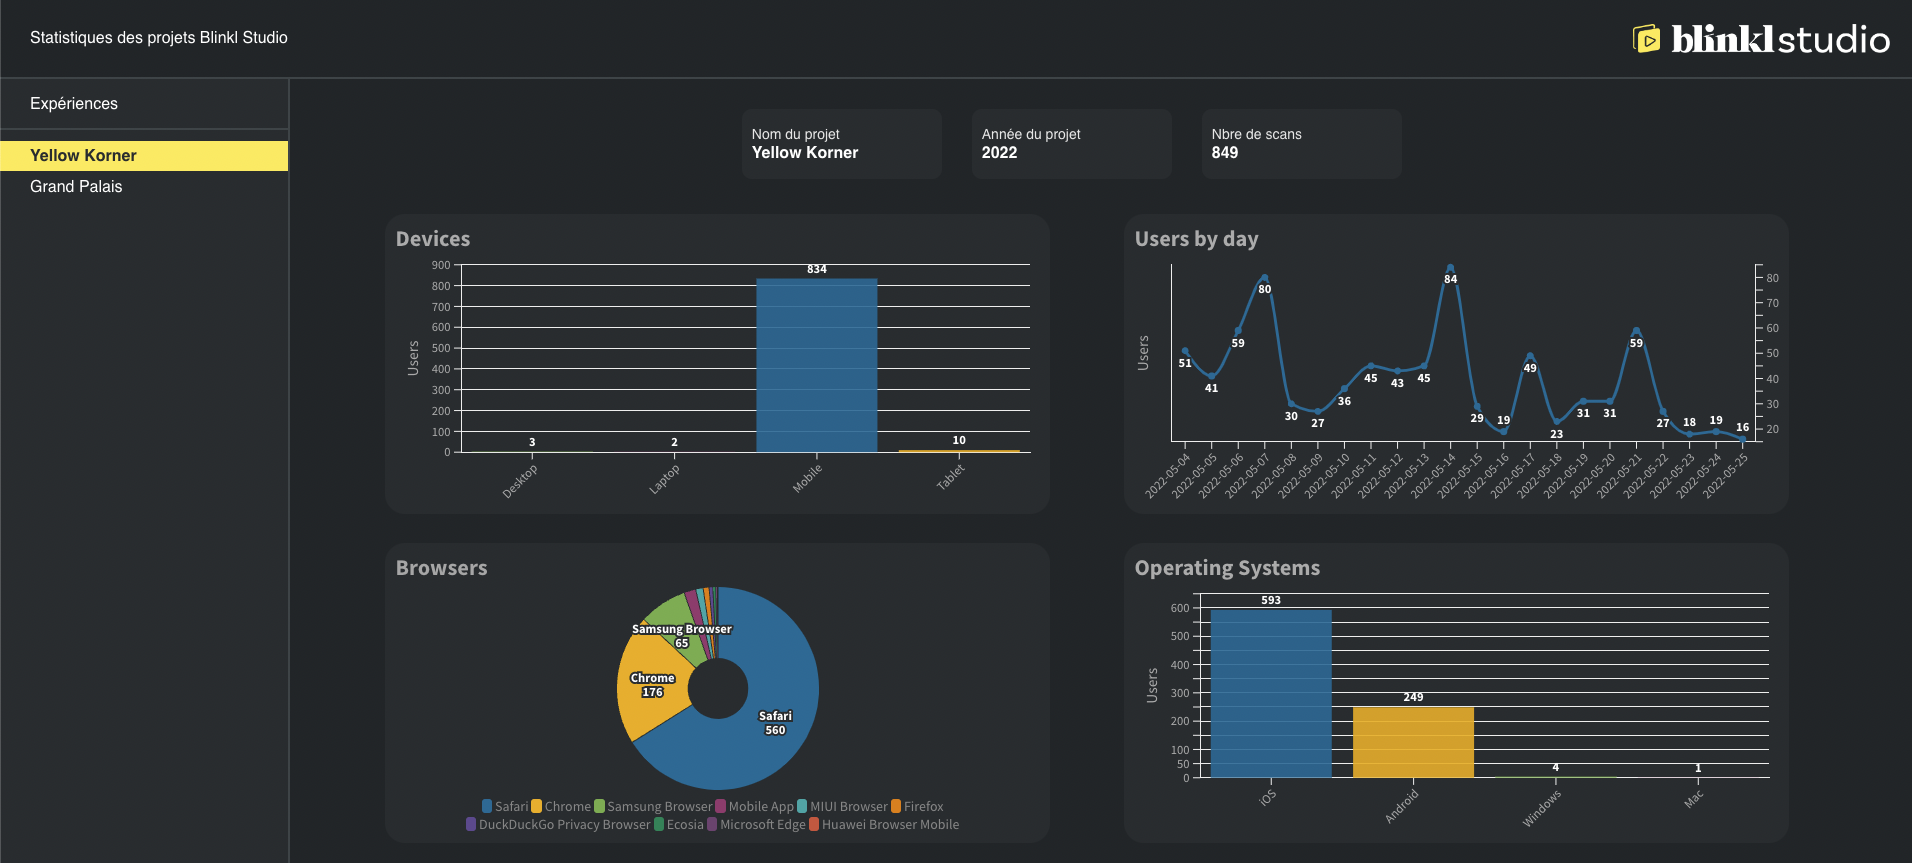 Statistiques des projets Blinkl Studio
blinklstudio
Expériences
Yellow Korner
Grand Palais
Nom du projet
Yellow Korner
Année du projet
2022
Nbre de scans
849
Devices
900
800
700
600
500
400
300
200
100
0
Users
834
3
2
10
Desktop
Laptop
Mobile
Tablet
Users by day
Users
80
70
60
50
40
30
20
51
41
59
80
30
27
36
45
43
45
84
29
19
49
23
31
31
59
27
18
19
16
2022-05-04
2022-05-05
2022-05-06
2022-05-07
2022-05-08
2022-05-09
2022-05-10
2022-05-11
2022-05-12
2022-05-13
2022-05-14
2022-05-15
2022-05-16
2022-05-17
2022-05-18
2022-05-19
2022-05-20
2022-05-21
2022-05-22
2022-05-23
2022-05-24
2022-05-25
Browsers
Samsung Browser
65
Chrome
176
Safari
560
Safari Chrome Samsung Browser Mobile App MIUI Browser Firefox
DuckDuckGo Privacy Browser Ecosia Microsoft Edge Huawei Browser Mobile
Operating Systems
600
500
400
300
200
100
50
0
Users
593
249
4
1
iOS
Android
Windows
Mac